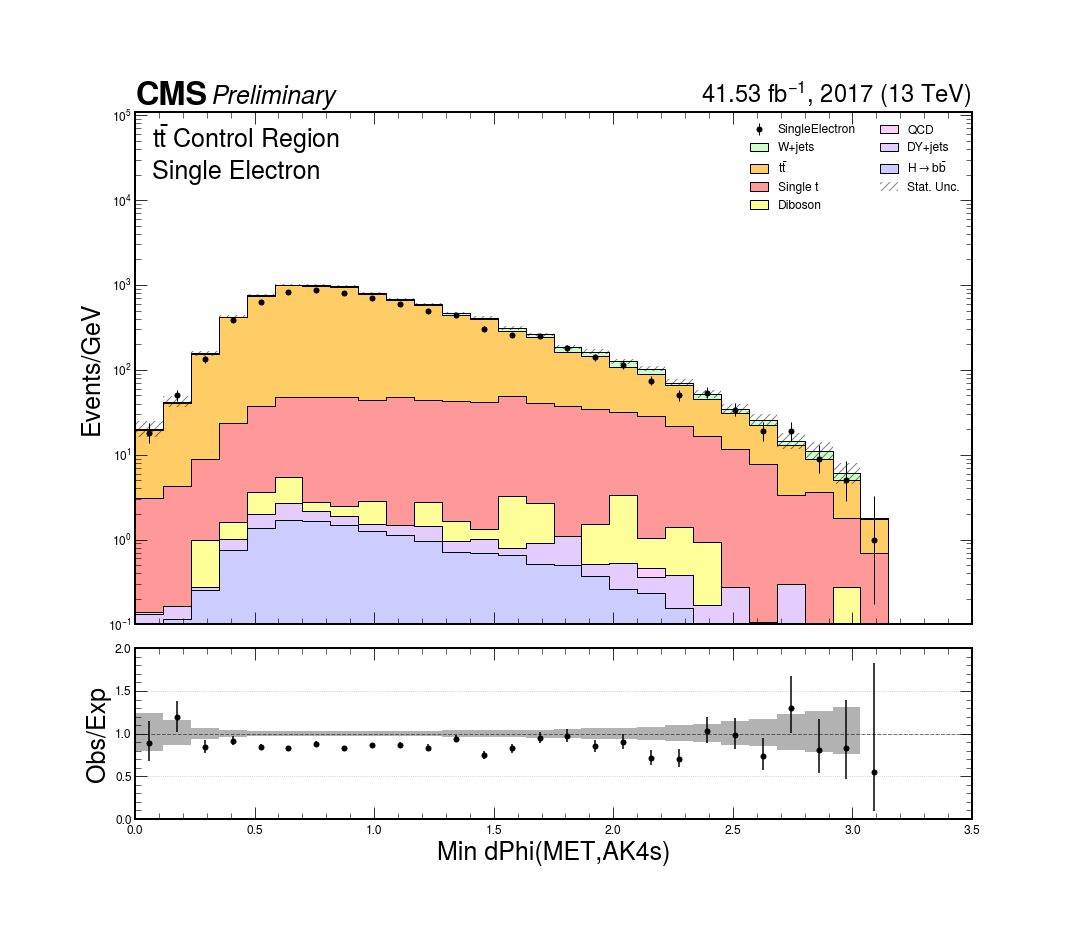 CMS Preliminary
41.53 fb⁻¹, 2017 (13 TeV)
tt̄ Control Region
Single Electron
SingleElectron
W+jets
tt̄
Single t
Diboson
QCD
DY+jets
H→bb̄
Stat. Unc.
Events/GeV
10⁵
10⁴
10³
10²
10¹
10⁰
10⁻¹
Obs/Exp
2.0
1.5
1.0
0.5
0.0
0.0 0.5 1.0 1.5 2.0 2.5 3.0 3.5
Min dPhi(MET,AK4s)